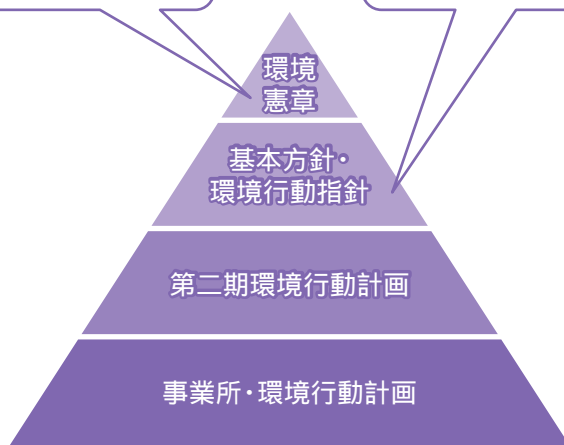 環境
憲章
基本方針・
環境行動指針
第二期環境行動計画
事業所・環境行動計画